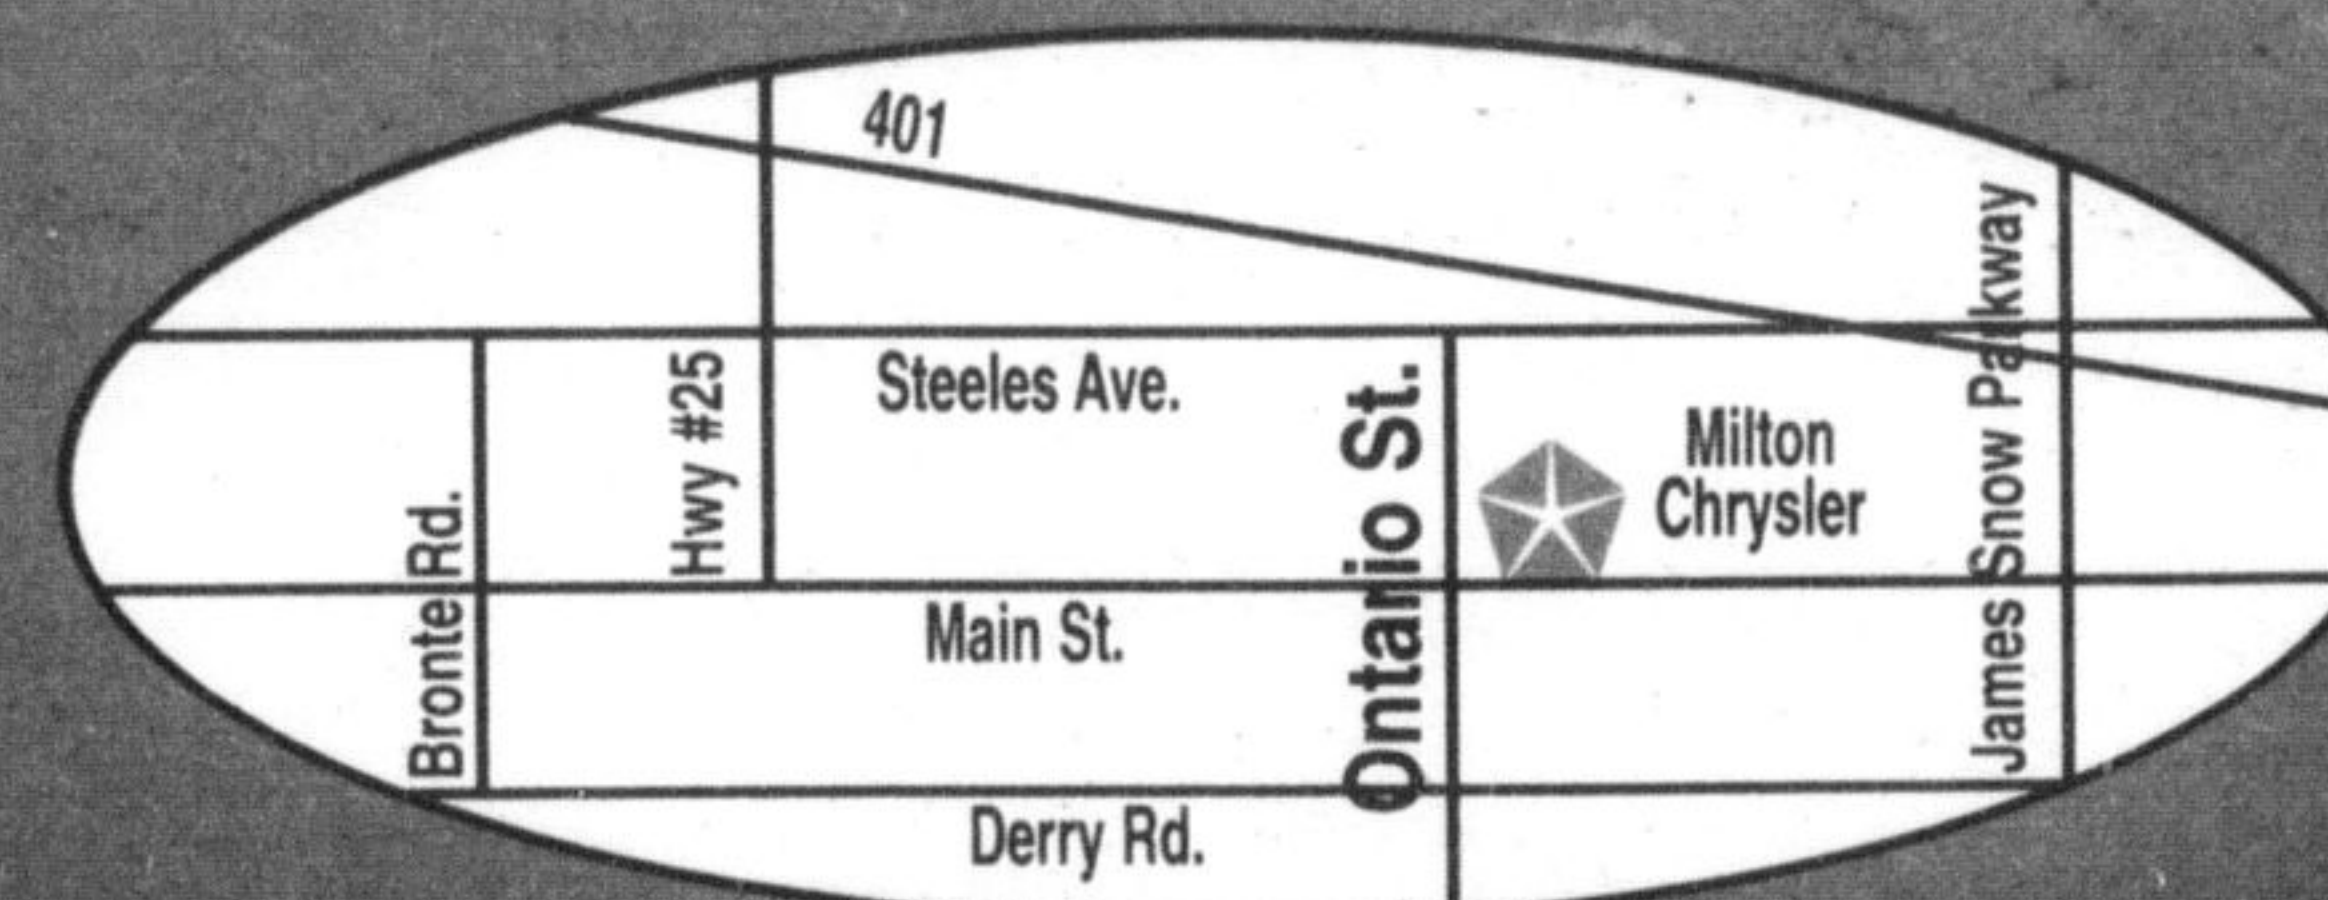 401
Steeles Ave.
Hwy #25
Bronte Rd.
Ontario St.
Milton
Chrysler
James Snow Parkway
Main St.
Derry Rd.